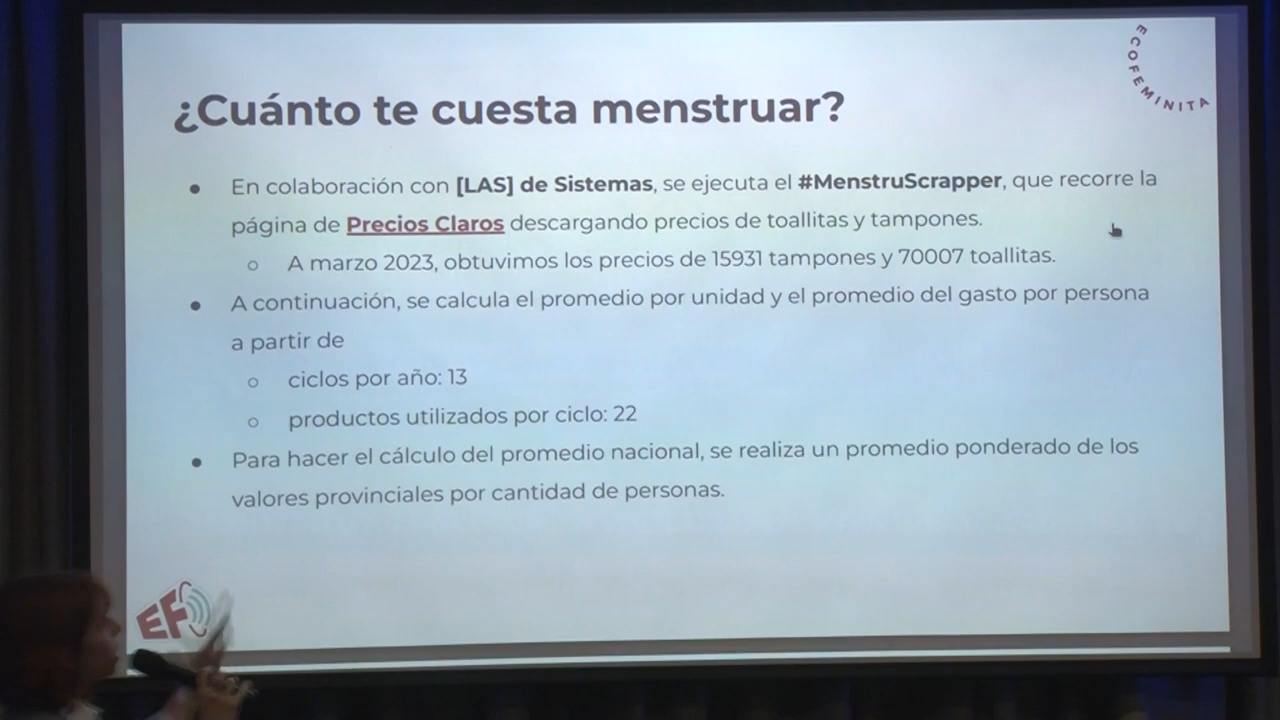 ECOFEMINITA
¿Cuánto te cuesta menstruar?
● En colaboración con [LAS] de Sistemas, se ejecuta el #MenstruScrapper, que recorre la
página de Precios Claros descargando precios de toallitas y tampones.
○ A marzo 2023, obtuvimos los precios de 15931 tampones y 70007 toallitas.
● A continuación, se calcula el promedio por unidad y el promedio del gasto por persona
a partir de
○ ciclos por año: 13
○ productos utilizados por ciclo: 22
● Para hacer el cálculo del promedio nacional, se realiza un promedio ponderado de los
valores provinciales por cantidad de personas.
EF